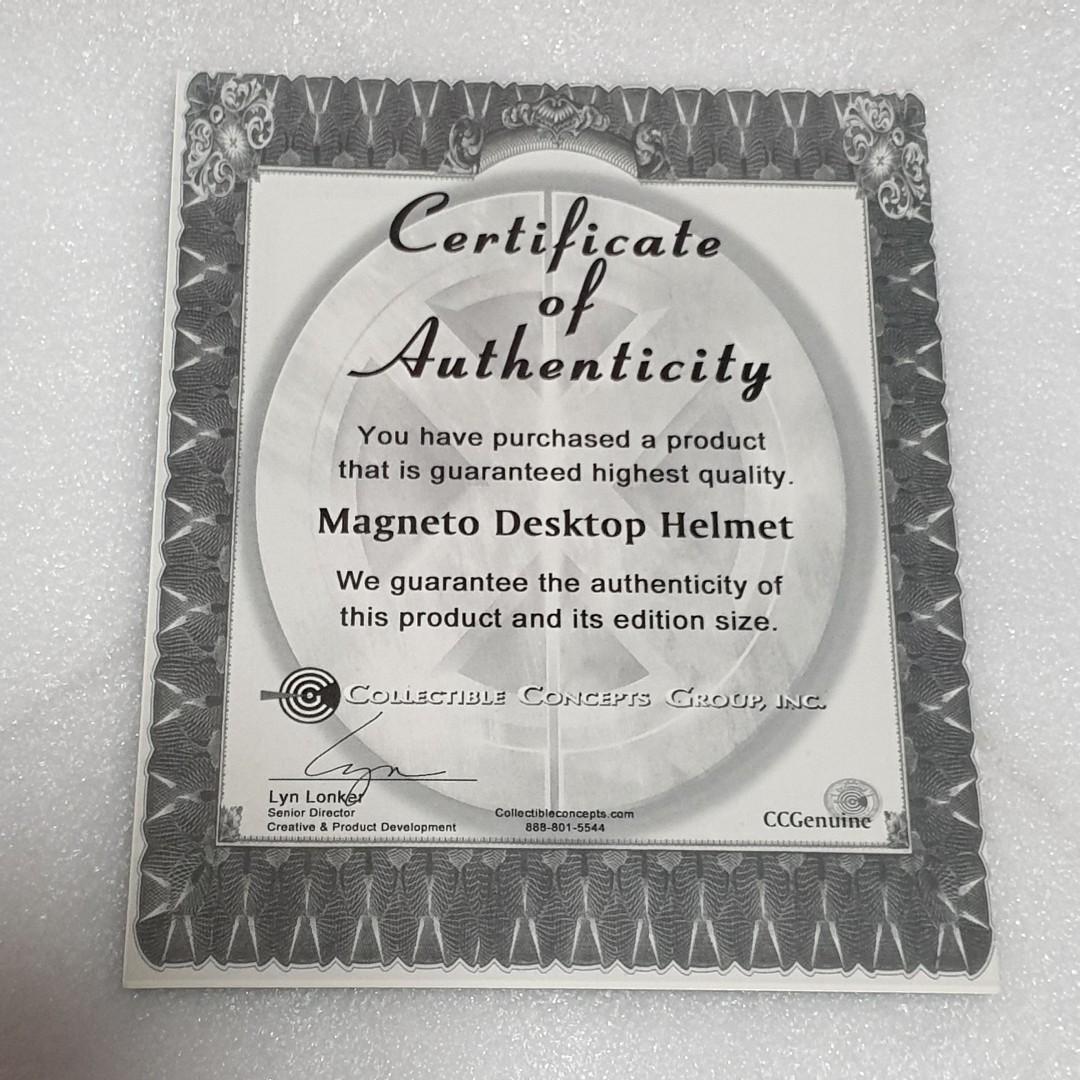 Certificate
of
Authenticity
You have purchased a product
that is guaranteed highest quality.
Magneto Desktop Helmet
We guarantee the authenticity of
this product and its edition size.
Collectible Concepts Group, Inc.
Lyn
Lyn Lonker
Senior Director
Creative & Product Development
Collectibleconcepts.com
888-801-5544
CCGenuine